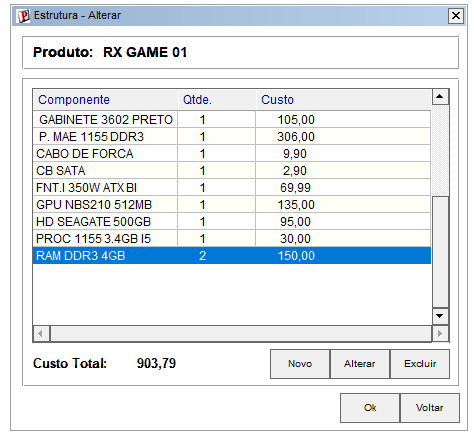 Estrutura - Alterar
Produto: RX GAME 01
Componente Qtde. Custo
GABINETE 3602 PRETO 1 105,00
P. MAE 1155 DDR3 1 306,00
CABO DE FORCA 1 9,90
CB SATA 1 2,90
FNT.I 350W ATX BI 1 69,99
GPU NBS210 512MB 1 135,00
HD SEAGATE 500GB 1 95,00
PROC 1155 3.4GB I5 1 30,00
RAM DDR3 4GB 2 150,00
Custo Total: 903,79
Novo Alterar Excluir
Ok Voltar